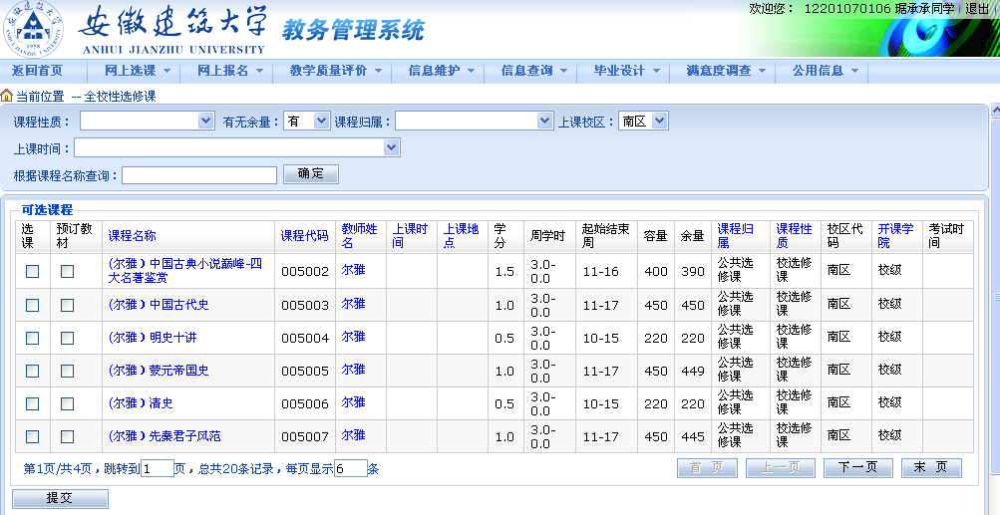 欢迎您： 12201070106 琚承承同学 | 退出
安徽建筑大学 教务管理系统
ANHUI JIANZHU UNIVERSITY
1958
返回首页 网上选课 网上报名 教学质量评价 信息维护 信息查询 毕业设计 满意度调查 公用信息
当前位置 -- 全校性选修课
课程性质： 有无余量： 有 课程归属： 上课校区： 南区
上课时间：
根据课程名称查询： 确定
可选课程
选课 预订教材 课程名称 课程代码 教师姓名 上课时间 上课地点 学分 周学时 起始结束周 容量 余量 课程归属 课程性质 校区代码 开课学院 考试时间
(尔雅）中国古典小说巅峰-四大名著鉴赏 005002 尔雅 1.5 3.0-0.0 11-16 400 390 公共选修课 校选修课 南区 校级
(尔雅）中国古代史 005003 尔雅 1.0 3.0-0.0 11-17 450 450 公共选修课 校选修课 南区 校级
(尔雅）明史十讲 005004 尔雅 0.5 3.0-0.0 10-15 220 220 公共选修课 校选修课 南区 校级
(尔雅）蒙元帝国史 005005 尔雅 1.0 3.0-0.0 11-17 450 449 公共选修课 校选修课 南区 校级
(尔雅）清史 005006 尔雅 0.5 3.0-0.0 10-15 220 220 公共选修课 校选修课 南区 校级
(尔雅）先秦君子风范 005007 尔雅 1.0 3.0-0.0 11-17 450 445 公共选修课 校选修课 南区 校级
第1页/共4页，跳转到 1 页，总共20条记录，每页显示 6 条 首 页 上一页 下一页 末 页
提交